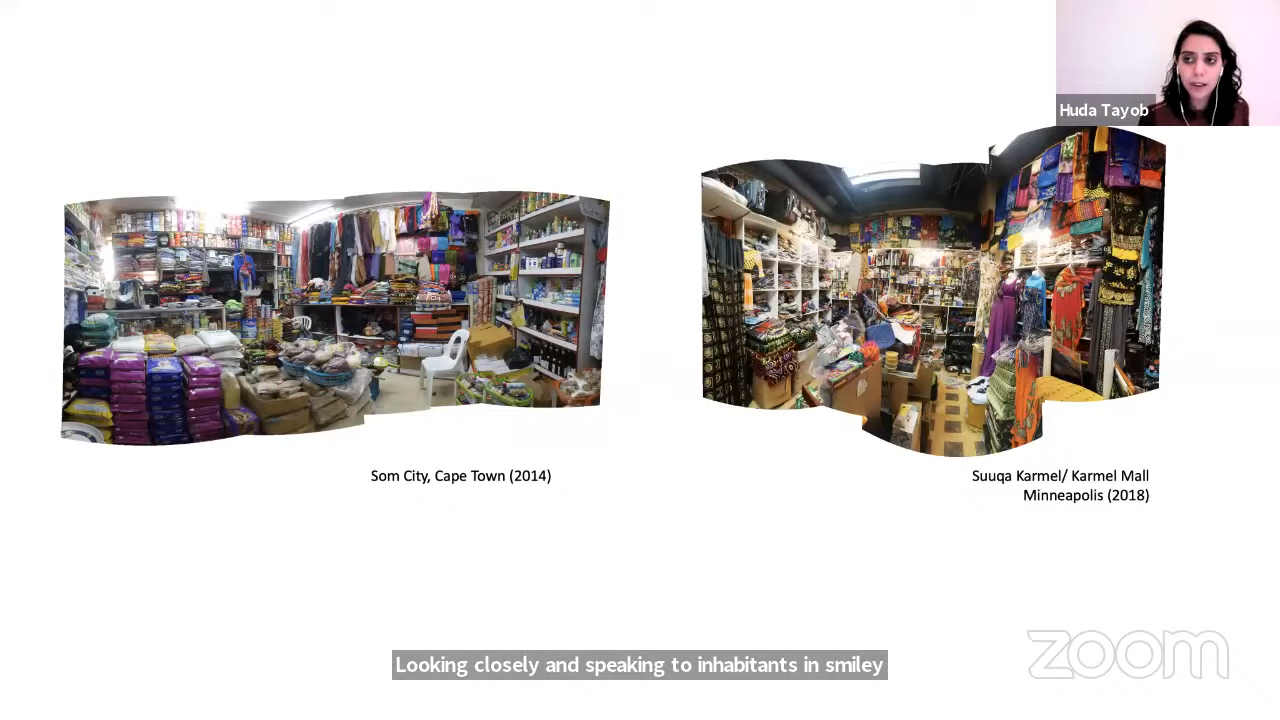 Huda Tayob
Som City, Cape Town (2014)
Suuqa Karmel/ Karmel Mall
Minneapolis (2018)
Looking closely and speaking to inhabitants in smiley
zoom